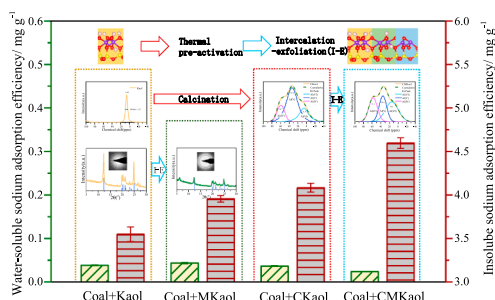 Thermal
pre-activation
Intercalation
-exfoliation(I-E)
Calcination
I-E
I-E
Water-soluble sodium adsorption efficiency/ mg g⁻¹
0.6
0.5
0.4
0.3
0.2
0.1
0.0
Insolube sodium adsorption efficiency/ mg g⁻¹
6.0
5.5
5.0
4.5
4.0
3.5
3.0
Coal+Kaol
Coal+MKaol
Coal+CKaol
Coal+CMKaol